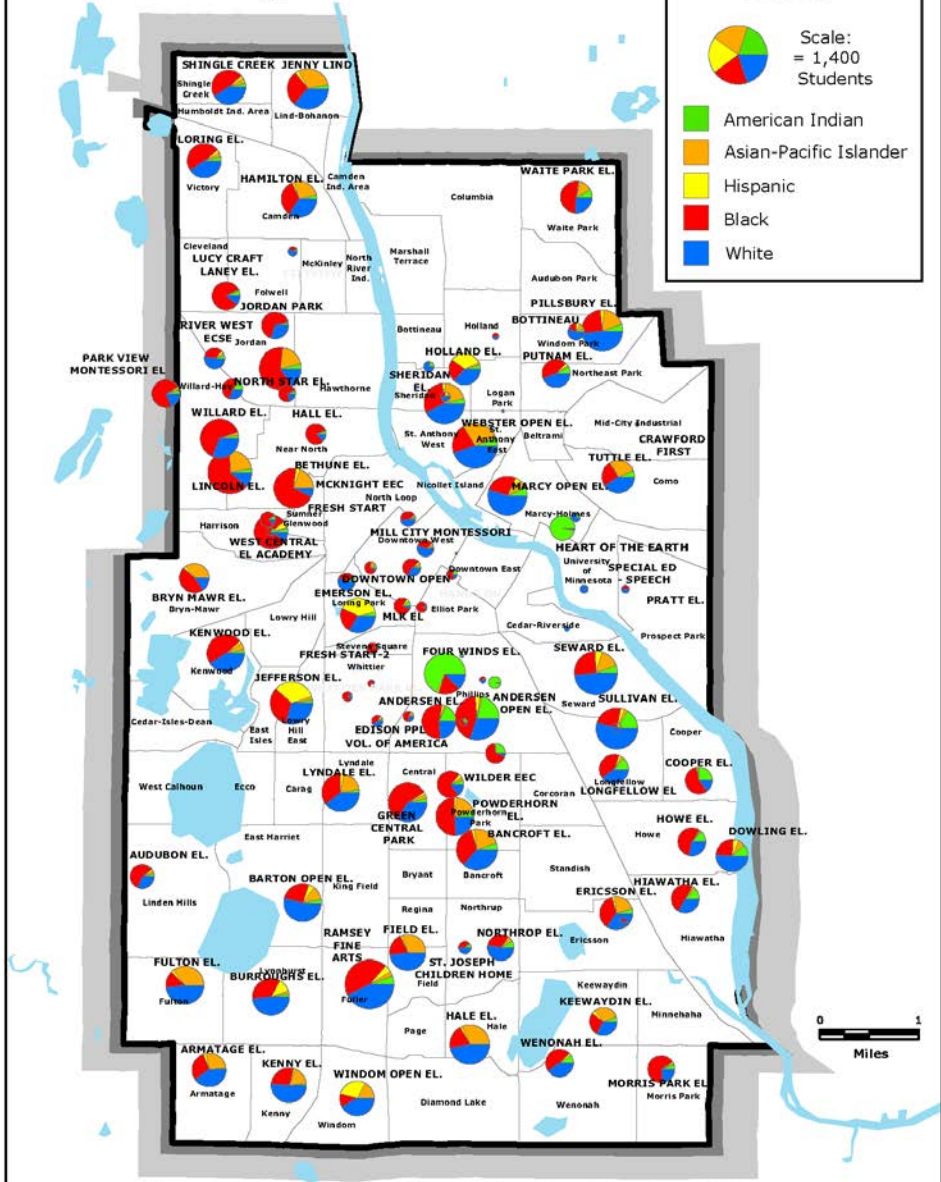 Scale:
= 1,400
Students
American Indian
Asian-Pacific Islander
Hispanic
Black
White
SHINGLE CREEK
JENNY LIND
Shingle
Creek
Humboldt Ind. Area
Lind-Bohanon
LORING EL.
Victory
HAMILTON EL.
Camden
Camden
Ind. Area
Columbia
WAITE PARK EL.
Waite Park
Cleveland
LUCY CRAFT
LANEY EL.
Folwell
McKinley
North
River
Ind.
Marshall
Terrace
Audubon Park
JORDAN PARK
RIVER WEST
ECSE
Jordan
PILLSBURY EL.
BOTTINEAU
Bottineau
Holland
Windom Park
PARK VIEW
MONTESSORI EL
HOLLAND EL.
PUTNAM EL.
Northeast Park
Willard-Hay
NORTH STAR EL.
Hawthorne
SHERIDAN
EL.
Sheridan
Logan
Park
WILLARD EL.
HALL EL.
Near North
St. Anthony
West
WEBSTER OPEN EL.
St.
Anthony
East
Beltrami
Mid-City Industrial
CRAWFORD
FIRST
BETHUNE EL.
TUTTLE EL.
LINCOLN EL.
MCKNIGHT EEC
FRESH START
North Loop
Nicollet Island
MARCY OPEN EL.
Como
Harrison
Sumner
Glenwood
Marcy-Holmes
WEST CENTRAL
EL ACADEMY
MILL CITY MONTESSORI
Downtown West
HEART OF THE EARTH
University
of
Minnesota
SPECIAL ED
- SPEECH
Downtown East
BRYN MAWR EL.
Bryn-Mawr
DOWNTOWN OPEN
EMERSON EL.
Loring Park
MLK EL
Elliot Park
PRATT EL.
Lowry Hill
Cedar-Riverside
Prospect Park
KENWOOD EL.
Kenwood
Stevens Square
FRESH START-2
Whittier
FOUR WINDS EL.
SEWARD EL.
JEFFERSON EL.
Phillips
ANDERSEN EL.
ANDERSEN
OPEN EL.
Seward
SULLIVAN EL.
Cedar-Isles-Dean
East
Isles
Lowry
Hill
East
EDISON PPL
VOL. OF AMERICA
Cooper
Lyndale
LYNDALE EL.
Central
WILDER EEC
Corcoran
Longfellow
LONGFELLOW EL
COOPER EL.
West Calhoun
Ecco
Carag
GREEN
CENTRAL
PARK
POWDERHORN
EL.
Powderhorn
Park
BANCROFT EL.
Bancroft
Howe
HOWE EL.
DOWLING EL.
East Harriet
AUDUBON EL.
Linden Hills
BARTON OPEN EL.
King Field
Bryant
Standish
HIAWATHA EL.
ERICSSON EL.
Regina
Northrup
RAMSEY
FINE
ARTS
FIELD EL.
NORTHROP EL.
Ericsson
Hiawatha
FULTON EL.
Fulton
Lynnhurst
BURROUGHS EL.
Fuller
ST. JOSEPH
CHILDREN HOME
Field
Keewaydin
KEEWAYDIN EL.
Minnehaha
Page
HALE EL.
Hale
WENONAH EL.
0 1
Miles
ARMATAGE EL.
Armatage
KENNY EL.
Kenny
WINDOM OPEN EL.
Windom
Diamond Lake
Wenonah
MORRIS PARK EL
Morris Park